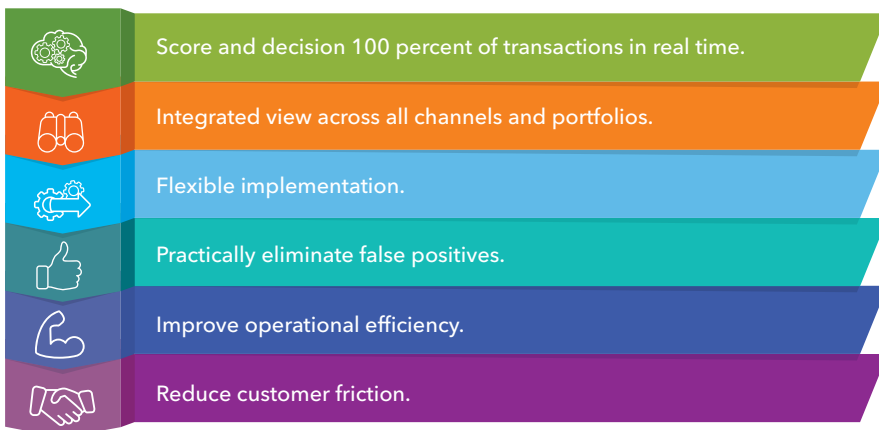 Score and decision 100 percent of transactions in real time.
Integrated view across all channels and portfolios.
Flexible implementation.
Practically eliminate false positives.
Improve operational efficiency.
Reduce customer friction.